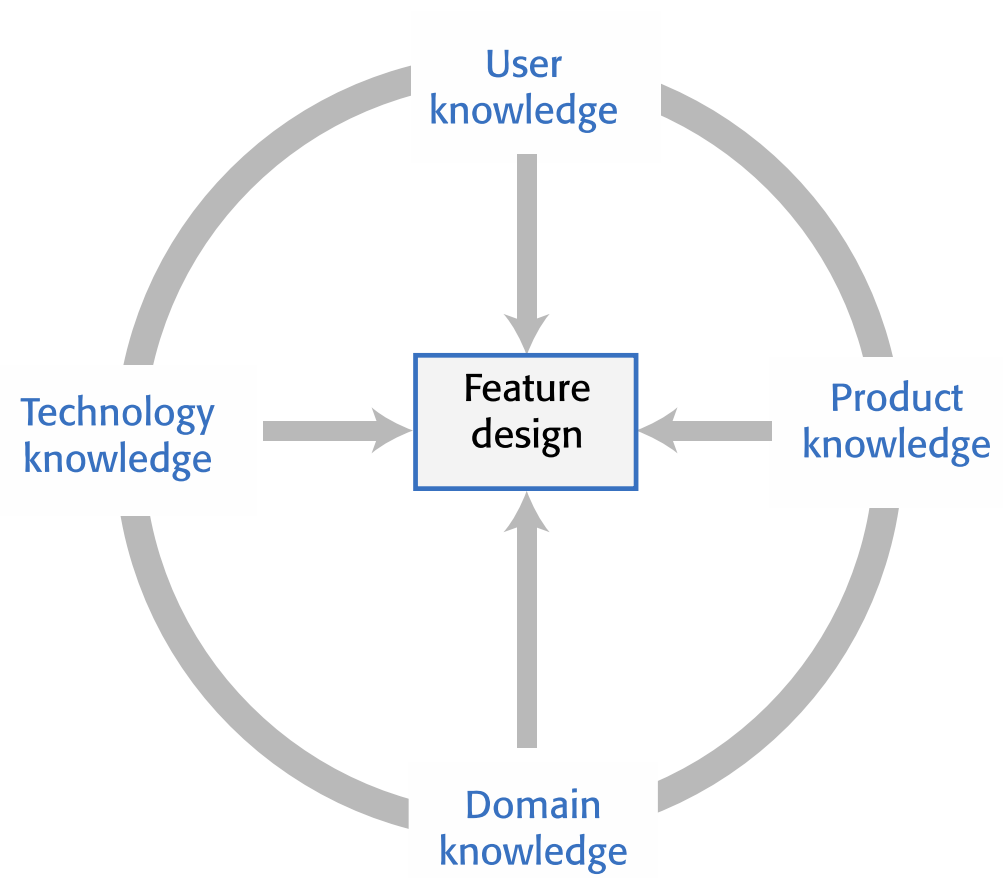 User
knowledge
Feature
design
Technology
knowledge
Product
knowledge
Domain
knowledge